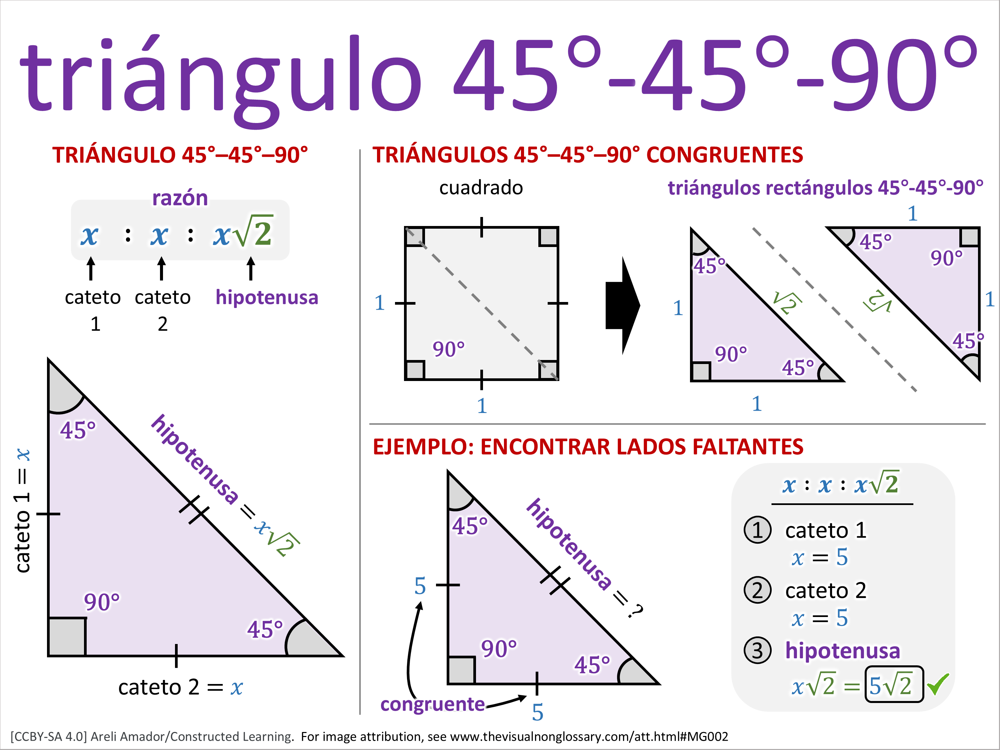 triángulo 45°-45°-90°
TRIÁNGULO 45°–45°–90°
razón
x : x : x√2
cateto 1
cateto 2
hipotenusa
45°
cateto 1 = x
hipotenusa = x√2
90°
45°
cateto 2 = x
TRIÁNGULOS 45°–45°–90° CONGRUENTES
cuadrado
1
90°
1
triángulos rectángulos 45°-45°-90°
45°
1
√2
90°
45°
1
1
45°
90°
√2
1
45°
EJEMPLO: ENCONTRAR LADOS FALTANTES
45°
hipotenusa = ?
5
90°
45°
congruente
5
x : x : x√2
1 cateto 1
x = 5
2 cateto 2
x = 5
3 hipotenusa
x√2 = 5√2
[CCBY-SA 4.0] Areli Amador/Constructed Learning. For image attribution, see www.thevisualnonglossary.com/att.html#MG002